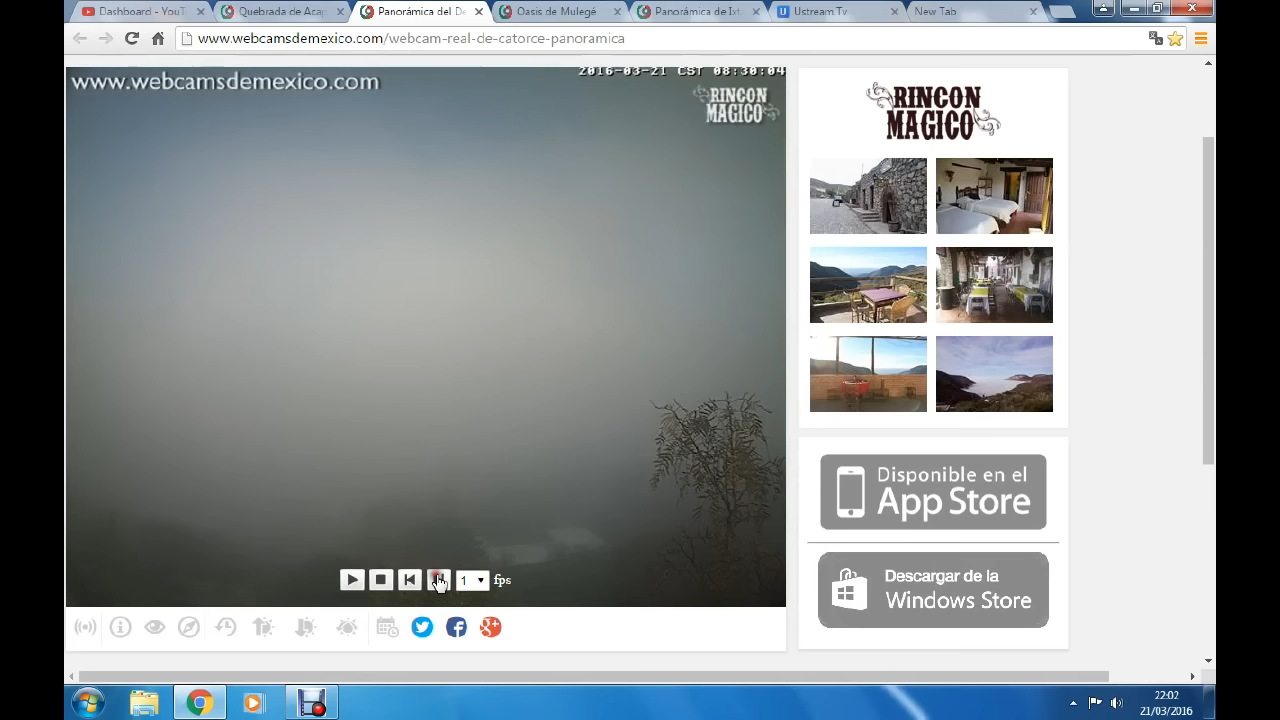 Dashboard - YouT
Quebrada de Acap
Panorámica del De
Oasis de Mulegé
Panorámica de Ixta
Ustream.Tv
New Tab
www.webcamsdemexico.com/webcam-real-de-catorce-panoramica
www.webcamsdemexico.com
2016-03-21 CST 08:30:04
RINCON
MAGICO
RINCON
MAGICO
Disponible en el
App Store
Descargar de la
Windows Store
1 fps
22:02
21/03/2016